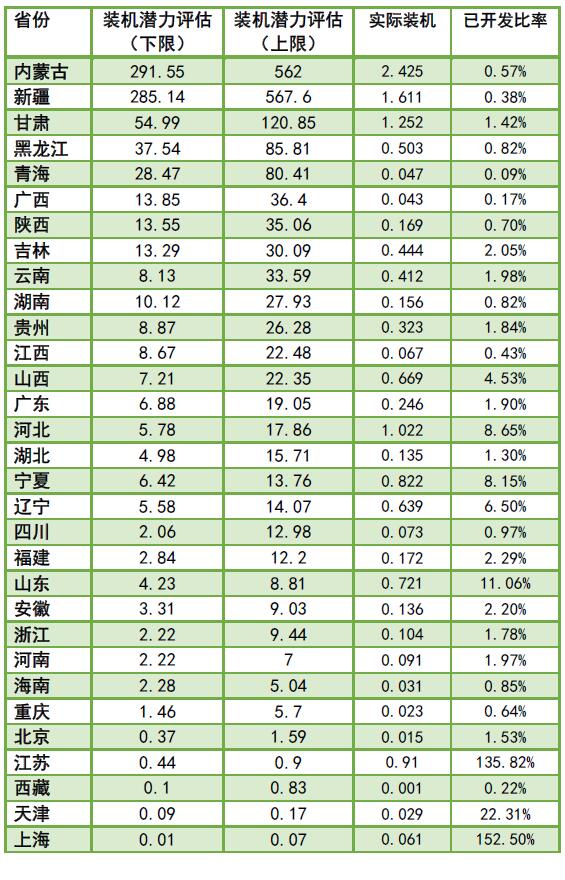 省份 装机潜力评估（下限） 装机潜力评估（上限） 实际装机 已开发比率
内蒙古 291.55 562 2.425 0.57%
新疆 285.14 567.6 1.611 0.38%
甘肃 54.99 120.85 1.252 1.42%
黑龙江 37.54 85.81 0.503 0.82%
青海 28.47 80.41 0.047 0.09%
广西 13.85 36.4 0.043 0.17%
陕西 13.55 35.06 0.169 0.70%
吉林 13.29 30.09 0.444 2.05%
云南 8.13 33.59 0.412 1.98%
湖南 10.12 27.93 0.156 0.82%
贵州 8.87 26.28 0.323 1.84%
江西 8.67 22.48 0.067 0.43%
山西 7.21 22.35 0.669 4.53%
广东 6.88 19.05 0.246 1.90%
河北 5.78 17.86 1.022 8.65%
湖北 4.98 15.71 0.135 1.30%
宁夏 6.42 13.76 0.822 8.15%
辽宁 5.58 14.07 0.639 6.50%
四川 2.06 12.98 0.073 0.97%
福建 2.84 12.2 0.172 2.29%
山东 4.23 8.81 0.721 11.06%
安徽 3.31 9.03 0.136 2.20%
浙江 2.22 9.44 0.104 1.78%
河南 2.22 7 0.091 1.97%
海南 2.28 5.04 0.031 0.85%
重庆 1.46 5.7 0.023 0.64%
北京 0.37 1.59 0.015 1.53%
江苏 0.44 0.9 0.91 135.82%
西藏 0.1 0.83 0.001 0.22%
天津 0.09 0.17 0.029 22.31%
上海 0.01 0.07 0.061 152.50%